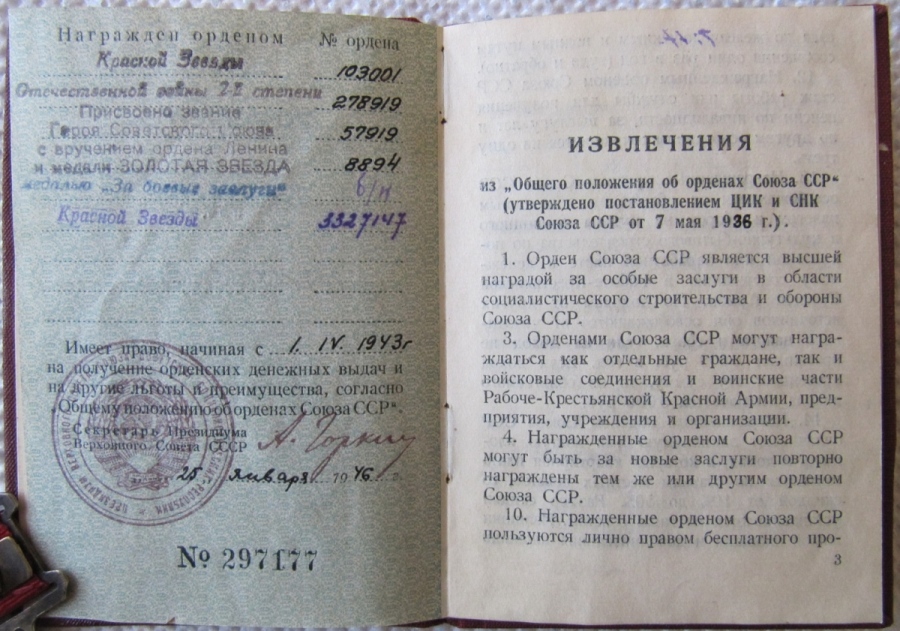 Награжден орденом № ордена
Краской Звезды 103001
Отечественной войны 2-й степени 278919
Присвоено звание
Героя Советского Союза 57919
с вручением ордена Ленина
и медали ЗОЛОТАЯ ЗВЕЗДА 8894
медалью „За боевые заслуги“ б/н
Красной Звезды 3327147
Имеет право, начиная с 1. IV. 1943г
на получение орденских денежных выдач и
на другие льготы и преимущества, согласно
„Общему положению об орденах Союза ССР“.
Секретарь Президиума
Верховного Совета СССР А. Горкин
25 января 1946 г.
№ 297177
ИЗВЛЕЧЕНИЯ
из „Общего положения об орденах Союза ССР“
(утверждено постановлением ЦИК и СНК
Союза ССР от 7 мая 1936 г.).
1. Орден Союза ССР является высшей
наградой за особые заслуги в области
социалистического строительства и обороны
Союза ССР.
3. Орденами Союза ССР могут награ-
ждаться как отдельные граждане, так и
войсковые соединения и воинские части
Рабоче-Крестьянской Красной Армии, пред-
приятия, учреждения и организации.
4. Награжденные орденом Союза ССР
могут быть за новые заслуги повторно
награждены тем же или другим орденом
Союза ССР.
10. Награжденные орденом Союза ССР
пользуются лично правом бесплатного про-
3